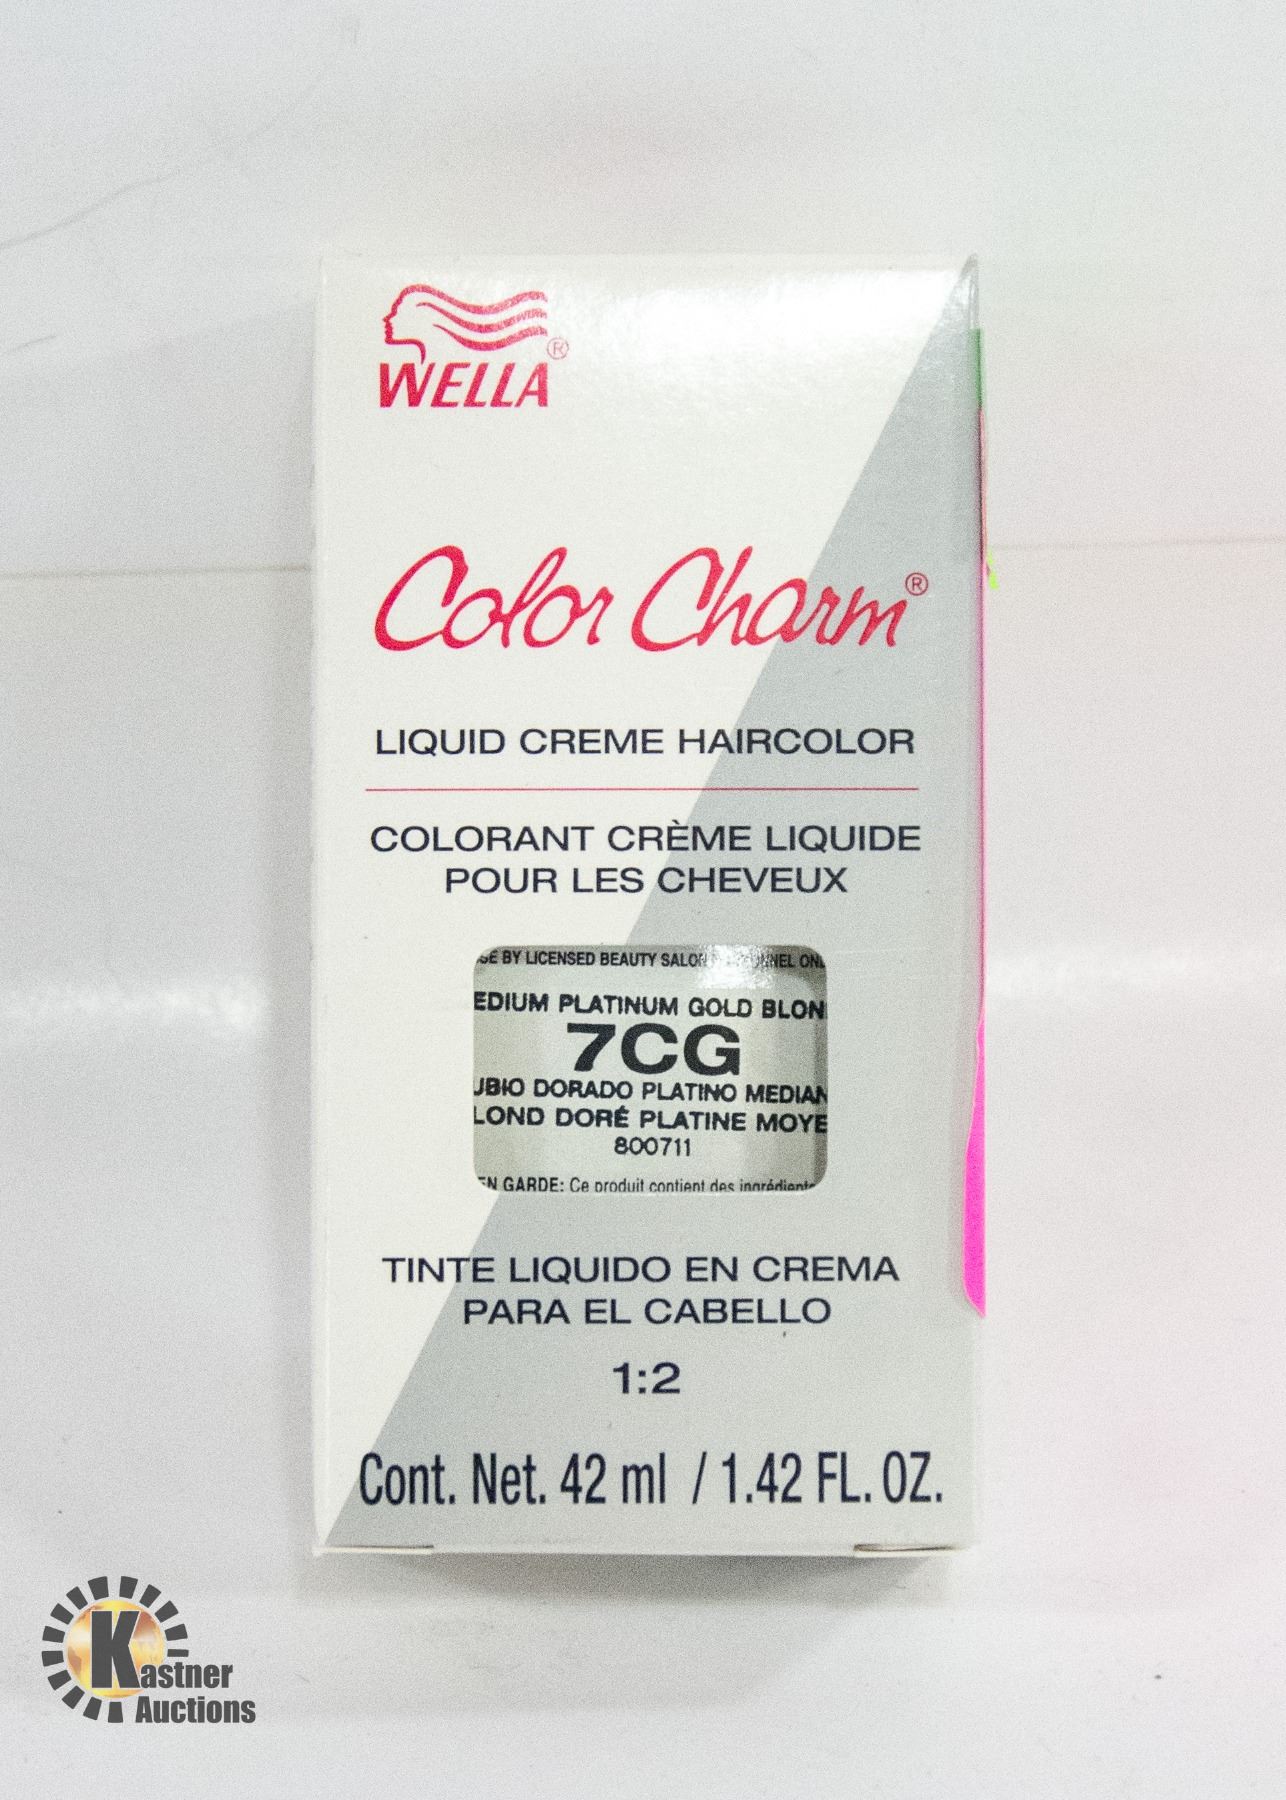 WELLA®
Color Charm®
LIQUID CREME HAIRCOLOR
COLORANT CRÈME LIQUIDE
POUR LES CHEVEUX
SE BY LICENSED BEAUTY SALON ONL
EDIUM PLATINUM GOLD BLON
7CG
UBIO DORADO PLATINO MEDIAN
LOND DORÉ PLATINE MOYE
800711
EN GARDE: Ce produit contient des ingrédients
TINTE LIQUIDO EN CREMA
PARA EL CABELLO
1:2
Cont. Net. 42 ml / 1.42 FL. OZ.
Kastner
Auctions